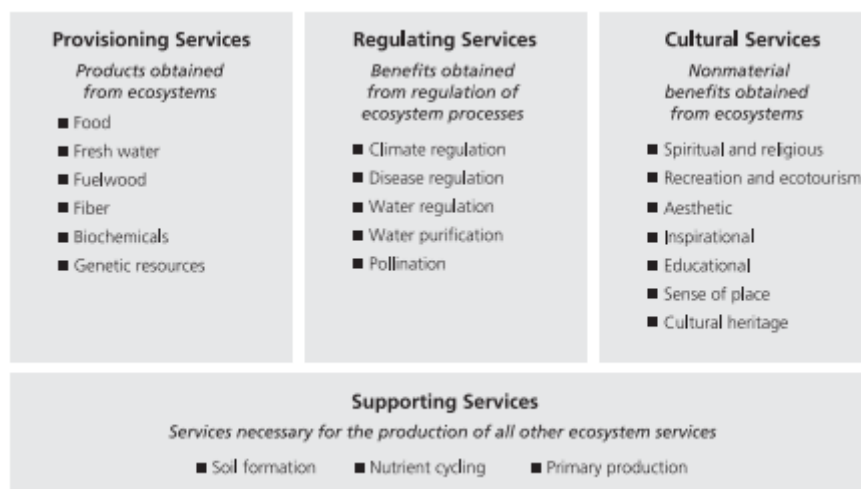 Provisioning Services
Products obtained
from ecosystems
■ Food
■ Fresh water
■ Fuelwood
■ Fiber
■ Biochemicals
■ Genetic resources
Regulating Services
Benefits obtained
from regulation of
ecosystem processes
■ Climate regulation
■ Disease regulation
■ Water regulation
■ Water purification
■ Pollination
Cultural Services
Nonmaterial
benefits obtained
from ecosystems
■ Spiritual and religious
■ Recreation and ecotourism
■ Aesthetic
■ Inspirational
■ Educational
■ Sense of place
■ Cultural heritage
Supporting Services
Services necessary for the production of all other ecosystem services
■ Soil formation ■ Nutrient cycling ■ Primary production